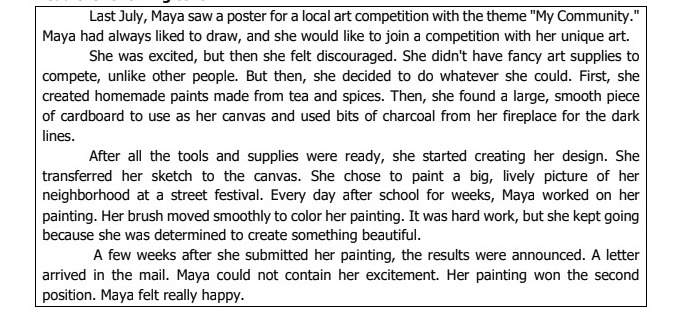 Last July, Maya saw a poster for a local art competition with the theme "My Community."
Maya had always liked to draw, and she would like to join a competition with her unique art.
She was excited, but then she felt discouraged. She didn't have fancy art supplies to
compete, unlike other people. But then, she decided to do whatever she could. First, she
created homemade paints made from tea and spices. Then, she found a large, smooth piece
of cardboard to use as her canvas and used bits of charcoal from her fireplace for the dark
lines.
After all the tools and supplies were ready, she started creating her design. She
transferred her sketch to the canvas. She chose to paint a big, lively picture of her
neighborhood at a street festival. Every day after school for weeks, Maya worked on her
painting. Her brush moved smoothly to color her painting. It was hard work, but she kept going
because she was determined to create something beautiful.
A few weeks after she submitted her painting, the results were announced. A letter
arrived in the mail. Maya could not contain her excitement. Her painting won the second
position. Maya felt really happy.